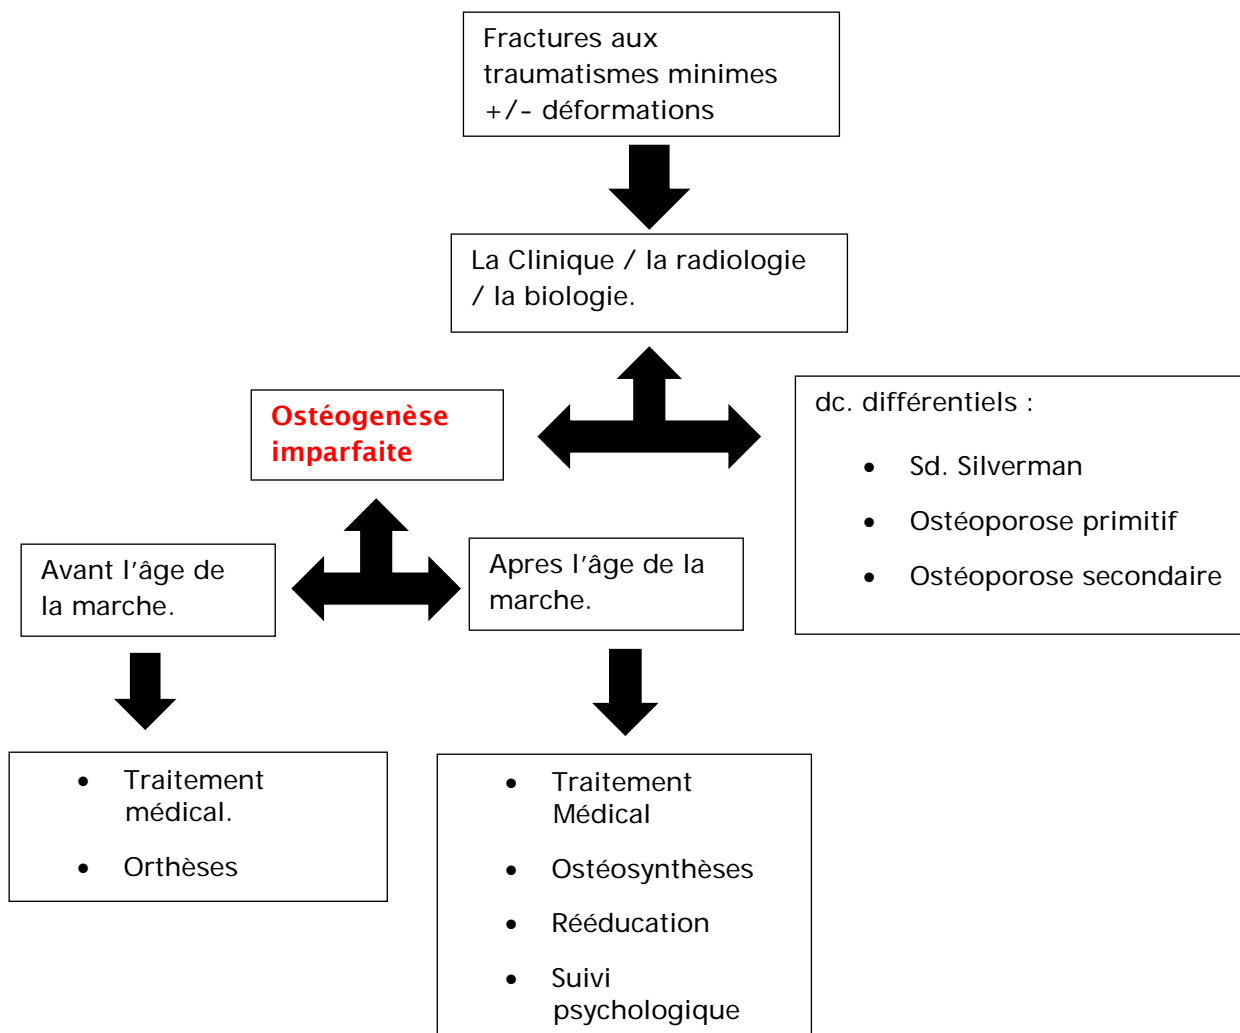 Fractures aux
traumatismes minimes
+/- déformations
La Clinique / la radiologie
/ la biologie.
Ostéogenèse
imparfaite
dc. différentiels :
• Sd. Silverman
• Ostéoporose primitif
• Ostéoporose secondaire
Avant l’âge de
la marche.
Apres l’âge de la
marche.
• Traitement
médical.
• Orthèses
• Traitement
Médical
• Ostéosynthèses
• Rééducation
• Suivi
psychologique